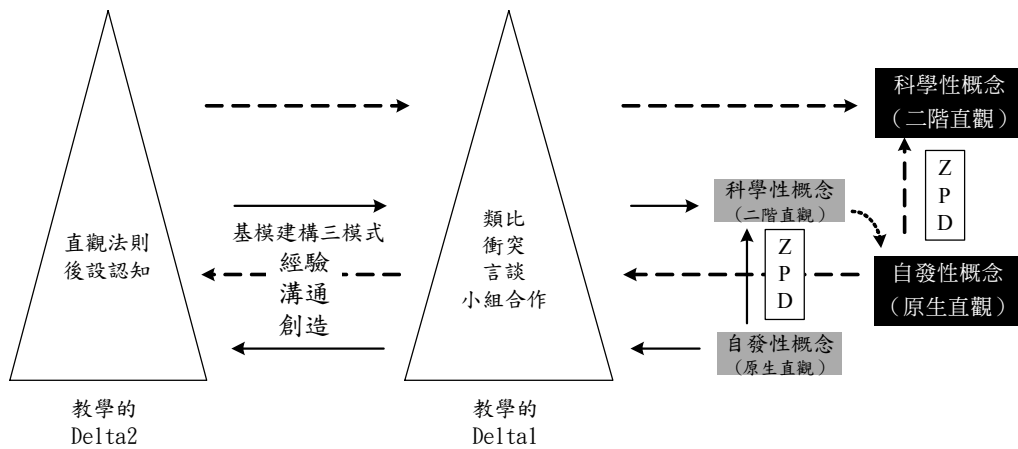 科學性概念
（二階直觀）
Z
P
D
科學性概念
（二階直觀）
直觀法則
後設認知
基模建構三模式
經驗
溝通
創造
類比
衝突
言談
小組合作
Z
P
D
自發性概念
（原生直觀）
自發性概念
（原生直觀）
教學的
Delta2
教學的
Delta1